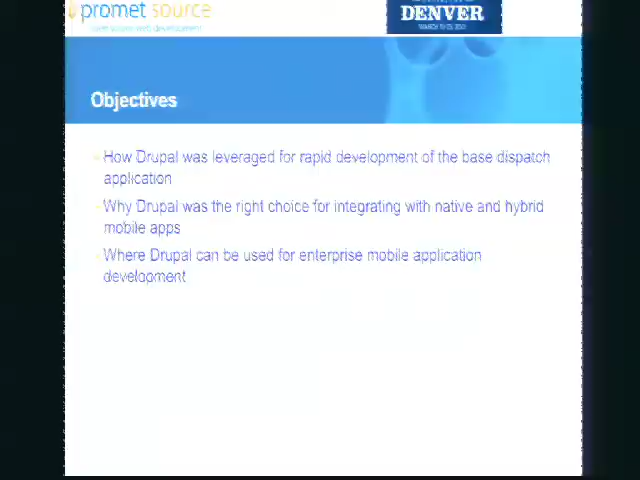 promet source
DENVER
Objectives
How Drupal was leveraged for rapid development of the base dispatch
application
Why Drupal was the right choice for integrating with native and hybrid
mobile apps
Where Drupal can be used for enterprise mobile application
development